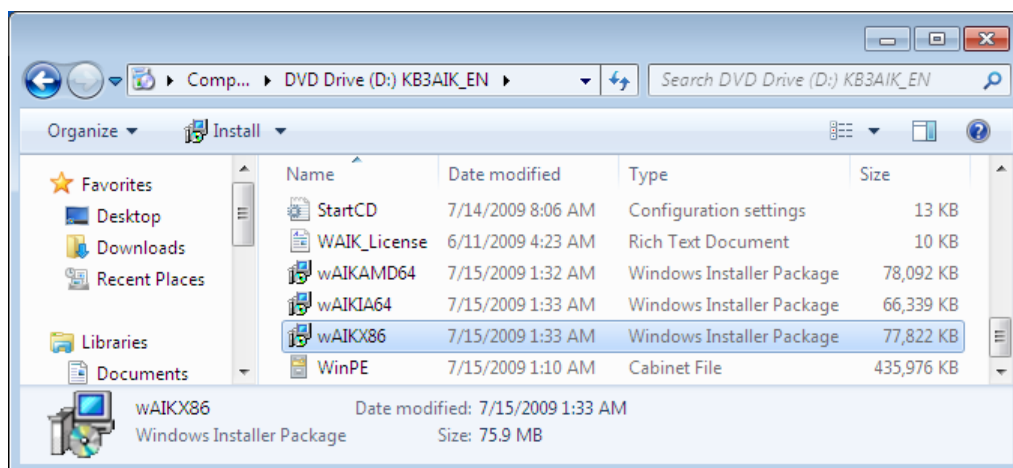 Comp... DVD Drive (D:) KB3AIK_EN Search DVD Drive (D:) KB3AIK_EN
Organize Install
Favorites
Desktop
Downloads
Recent Places
Libraries
Documents
Name Date modified Type Size
StartCD 7/14/2009 8:06 AM Configuration settings 13 KB
WAIK_License 6/11/2009 4:23 AM Rich Text Document 10 KB
wAIKAMD64 7/15/2009 1:32 AM Windows Installer Package 78,092 KB
wAIKIA64 7/15/2009 1:33 AM Windows Installer Package 66,339 KB
wAIKX86 7/15/2009 1:33 AM Windows Installer Package 77,822 KB
WinPE 7/15/2009 1:10 AM Cabinet File 435,976 KB
wAIKX86 Date modified: 7/15/2009 1:33 AM
Windows Installer Package Size: 75.9 MB